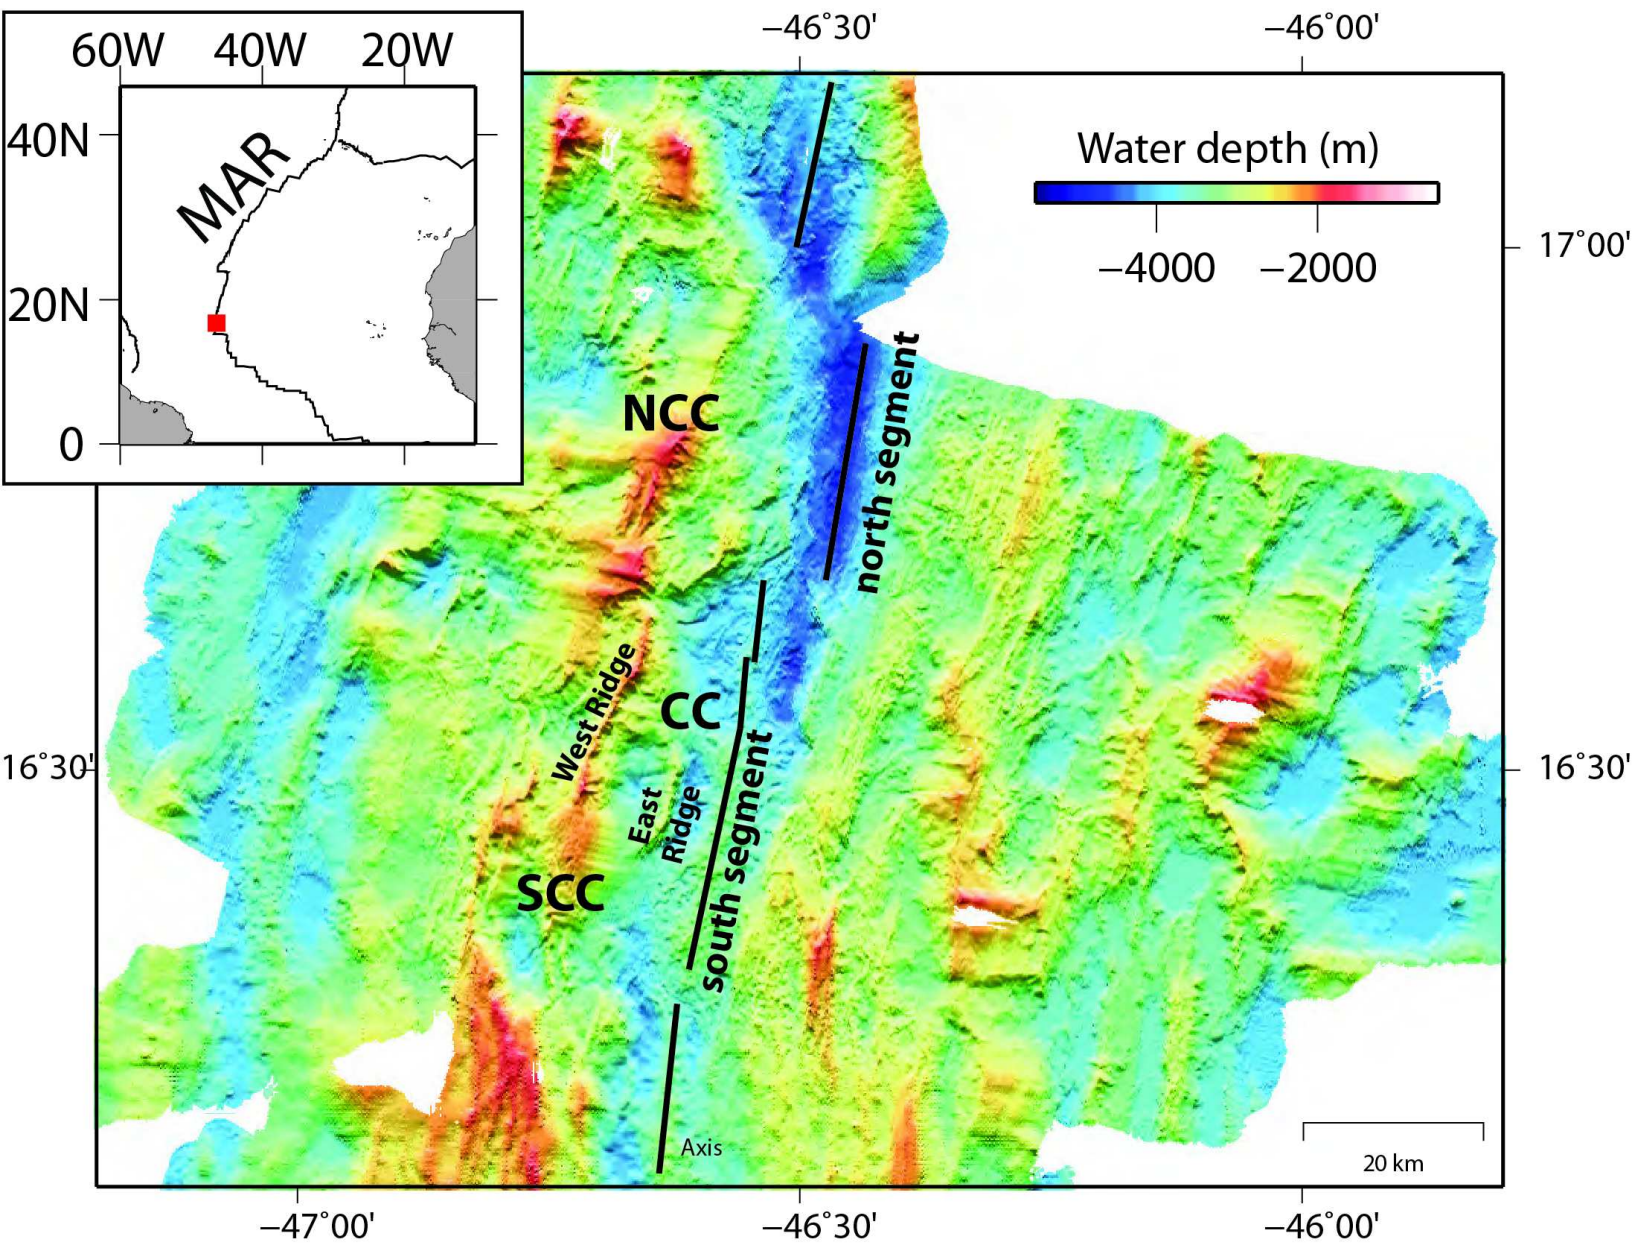 60W 40W 20W
40N
MAR
20N
0
−46˚30' −46˚00'
Water depth (m)
−4000 −2000
17˚00'
NCC
north segment
West Ridge
CC
16˚30' 16˚30'
East
Ridge
south segment
SCC
Axis
20 km
−47˚00' −46˚30' −46˚00'